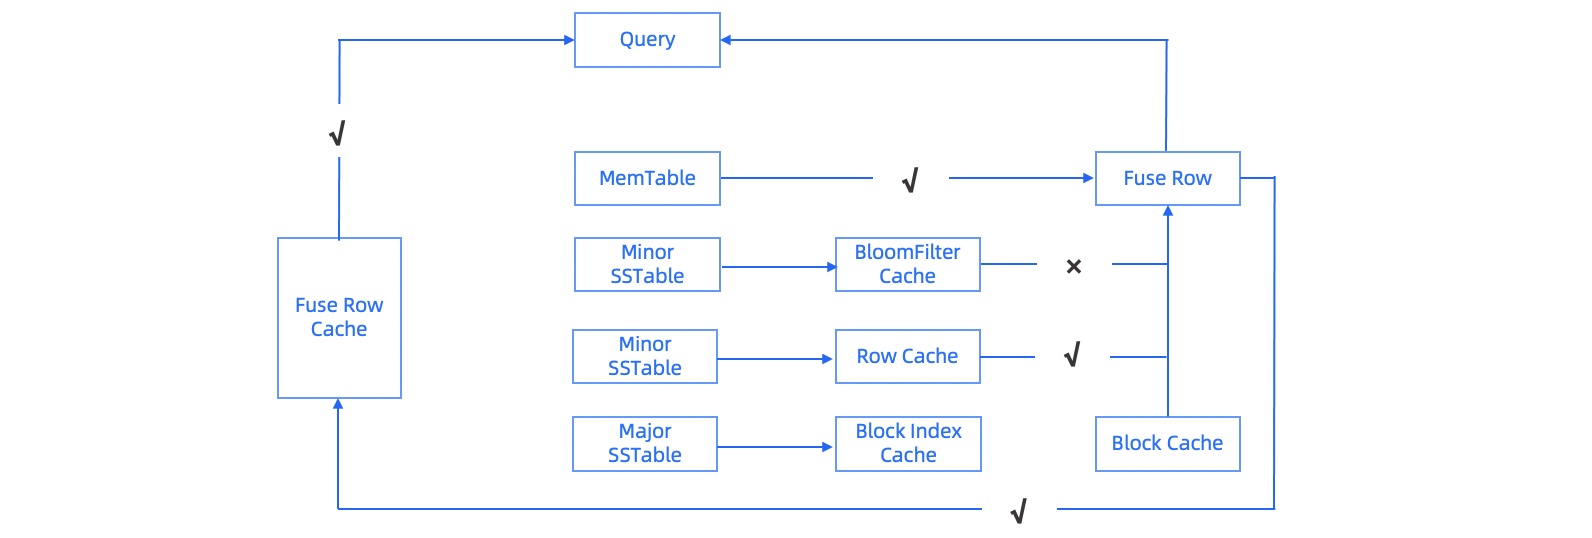 Query
√
MemTable
√
Fuse Row
Minor
SSTable
BloomFilter
Cache
×
Fuse Row
Cache
Minor
SSTable
Row Cache
√
Major
SSTable
Block Index
Cache
Block Cache
√